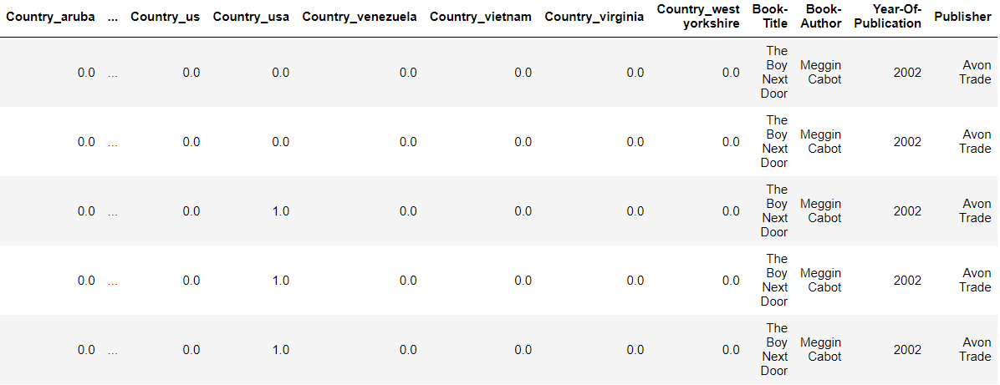 Country_aruba ... Country_us Country_usa Country_venezuela Country_vietnam Country_virginia Country_west yorkshire Book-Title Book-Author Year-Of-Publication Publisher
0.0 ... 0.0 0.0 0.0 0.0 0.0 0.0 The Boy Next Door Meggin Cabot 2002 Avon Trade
0.0 ... 0.0 0.0 0.0 0.0 0.0 0.0 The Boy Next Door Meggin Cabot 2002 Avon Trade
0.0 ... 0.0 1.0 0.0 0.0 0.0 0.0 The Boy Next Door Meggin Cabot 2002 Avon Trade
0.0 ... 0.0 1.0 0.0 0.0 0.0 0.0 The Boy Next Door Meggin Cabot 2002 Avon Trade
0.0 ... 0.0 1.0 0.0 0.0 0.0 0.0 The Boy Next Door Meggin Cabot 2002 Avon Trade